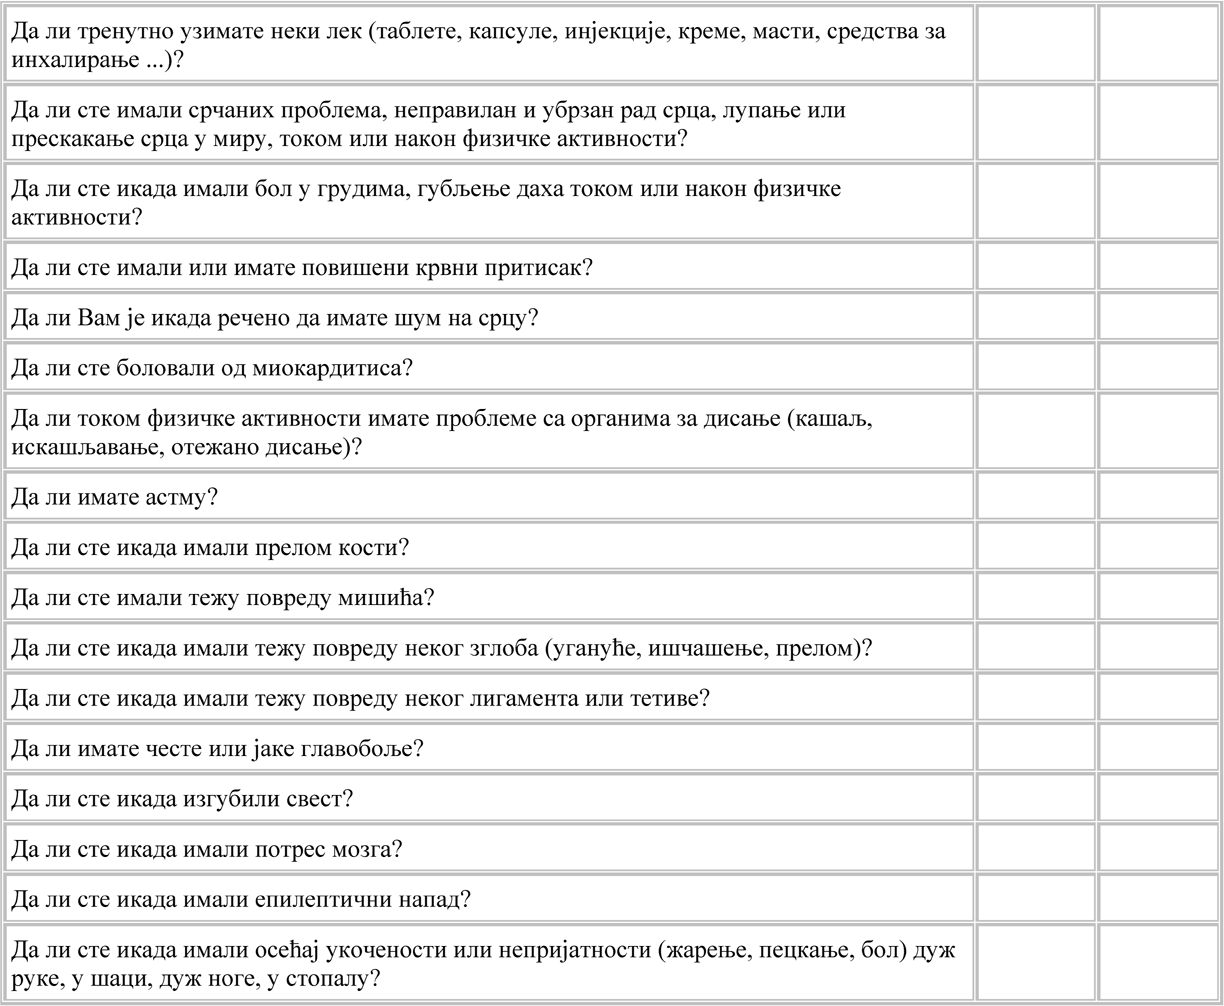 Да ли тренутно узимате неки лек (таблете, капсуле, инјекције, креме, масти, средства за
инхалирање ...)?
Да ли сте имали срчаних проблема, неправилан и убрзан рад срца, лупање или
прескакање срца у миру, током или након физичке активности?
Да ли сте икада имали бол у грудима, губљење даха током или након физичке
активности?
Да ли сте имали или имате повишени крвни притисак?
Да ли Вам је икада речено да имате шум на срцу?
Да ли сте боловали од миокардитиса?
Да ли током физичке активности имате проблеме са органима за дисање (кашаљ,
искашљавање, отежано дисање)?
Да ли имате астму?
Да ли сте икада имали прелом кости?
Да ли сте имали тежу повреду мишића?
Да ли сте икада имали тежу повреду неког зглоба (угануће, ишчашење, прелом)?
Да ли сте икада имали тежу повреду неког лигамента или тетиве?
Да ли имате честе или јаке главобоље?
Да ли сте икада изгубили свест?
Да ли сте икада имали потрес мозга?
Да ли сте икада имали епилептични напад?
Да ли сте икада имали осећај укочености или непријатности (жарење, пецкање, бол) дуж
руке, у шаци, дуж ноге, у стопалу?